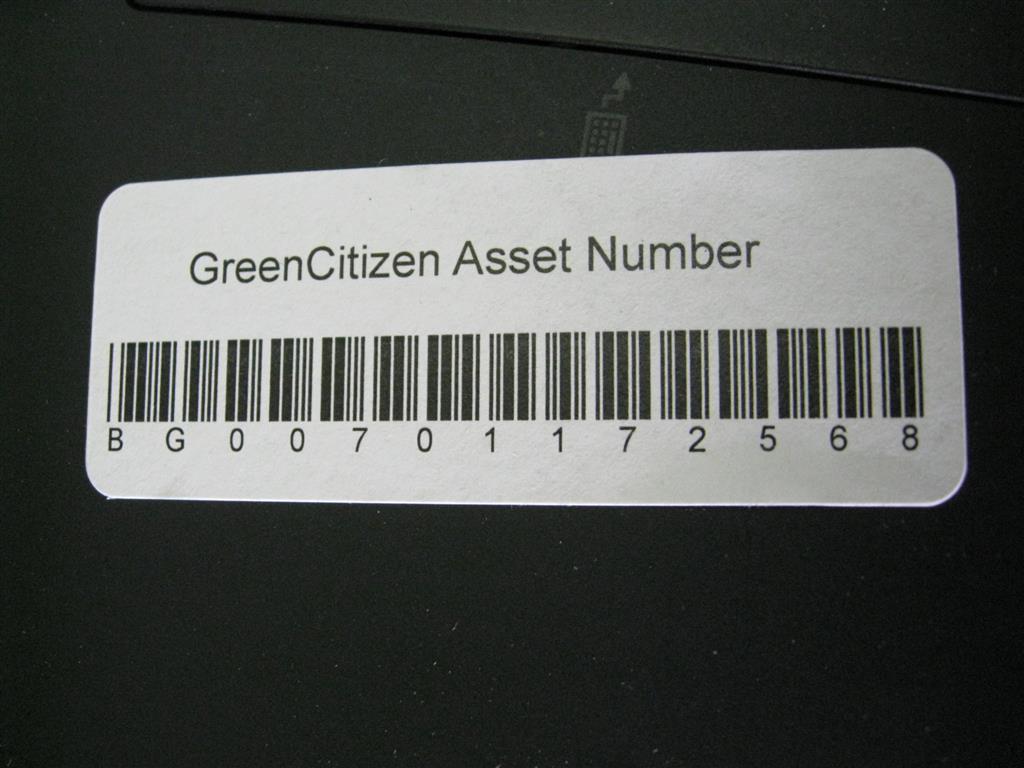 GreenCitizen Asset Number
B G 0 0 7 0 1 1 7 2 5 6 8